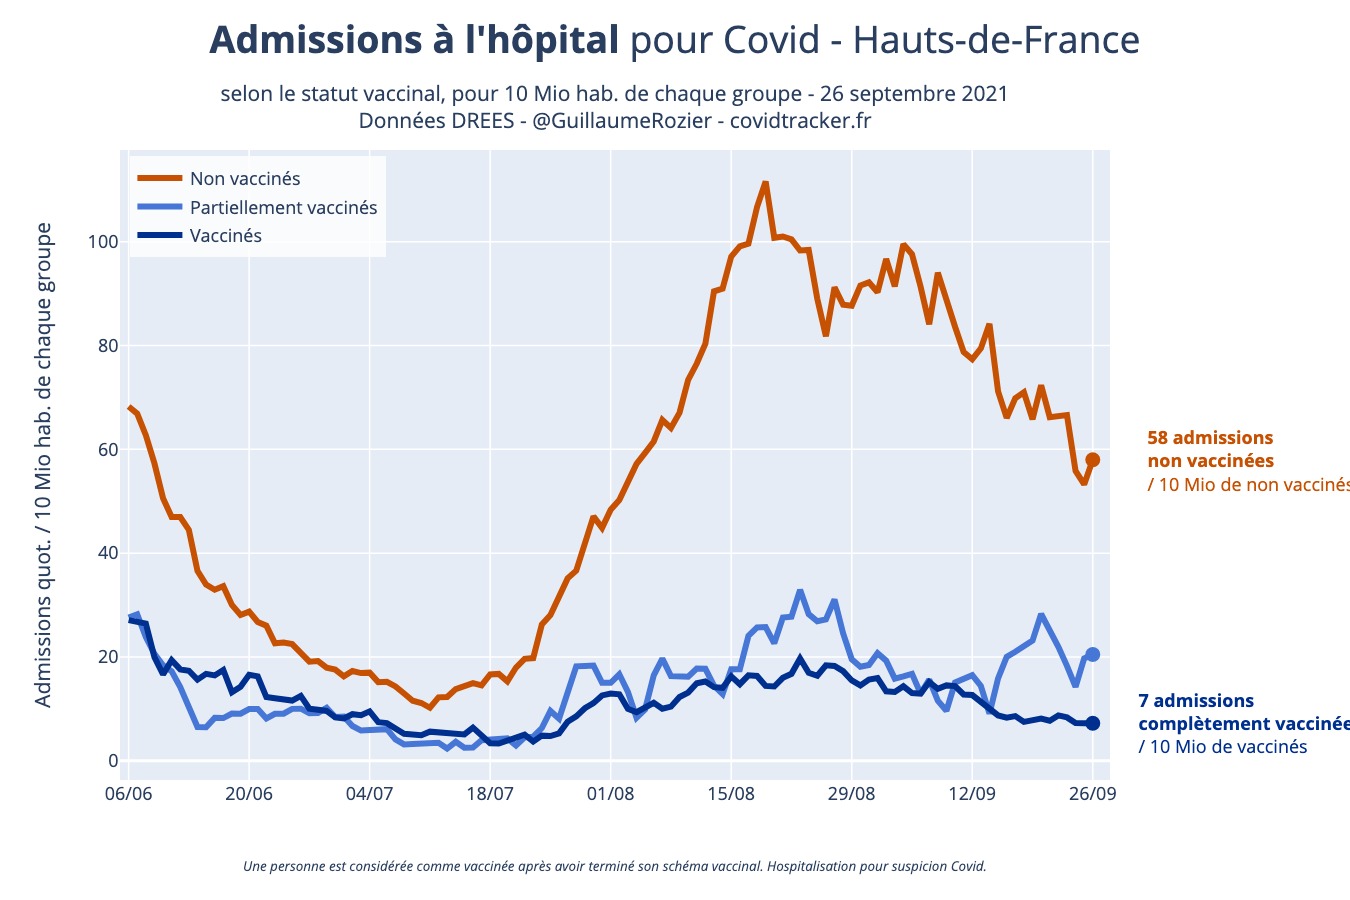 Admissions à l'hôpital pour Covid - Hauts-de-France
selon le statut vaccinal, pour 10 Mio hab. de chaque groupe - 26 septembre 2021
Données DREES - @GuillaumeRozier - covidtracker.fr
Non vaccinés
Partiellement vaccinés
Vaccinés
Admissions quot. / 10 Mio hab. de chaque groupe
100
80
60
40
20
0
06/06
20/06
04/07
18/07
01/08
15/08
29/08
12/09
26/09
58 admissions
non vaccinées
/ 10 Mio de non vaccinés
7 admissions
complètement vaccinée
/ 10 Mio de vaccinés
Une personne est considérée comme vaccinée après avoir terminé son schéma vaccinal. Hospitalisation pour suspicion Covid.